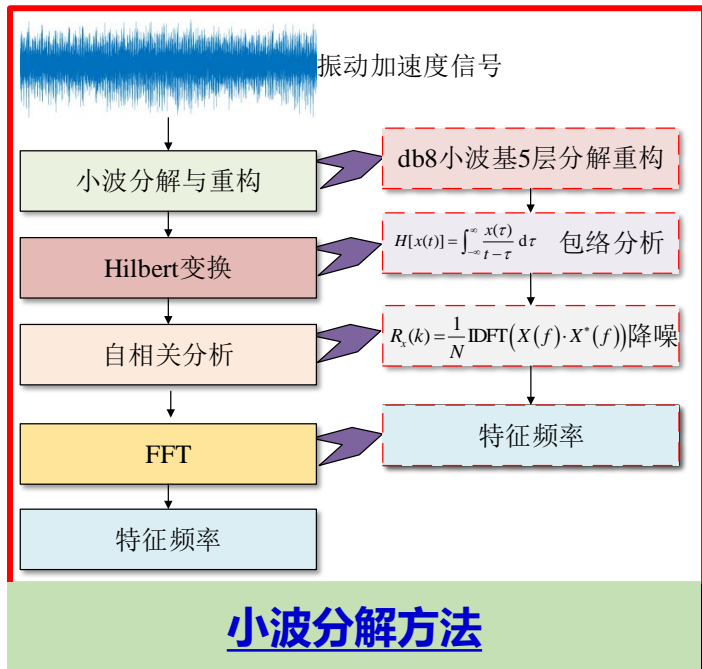 振动加速度信号
小波分解与重构
db8小波基5层分解重构
Hilbert变换
H[x(t)] = ∫_{-∞}^{∞} x(τ)/(t-τ) dτ 包络分析
自相关分析
R_x(k) = 1/N IDFT(X(f)·X*(f))降噪
FFT
特征频率
特征频率
小波分解方法